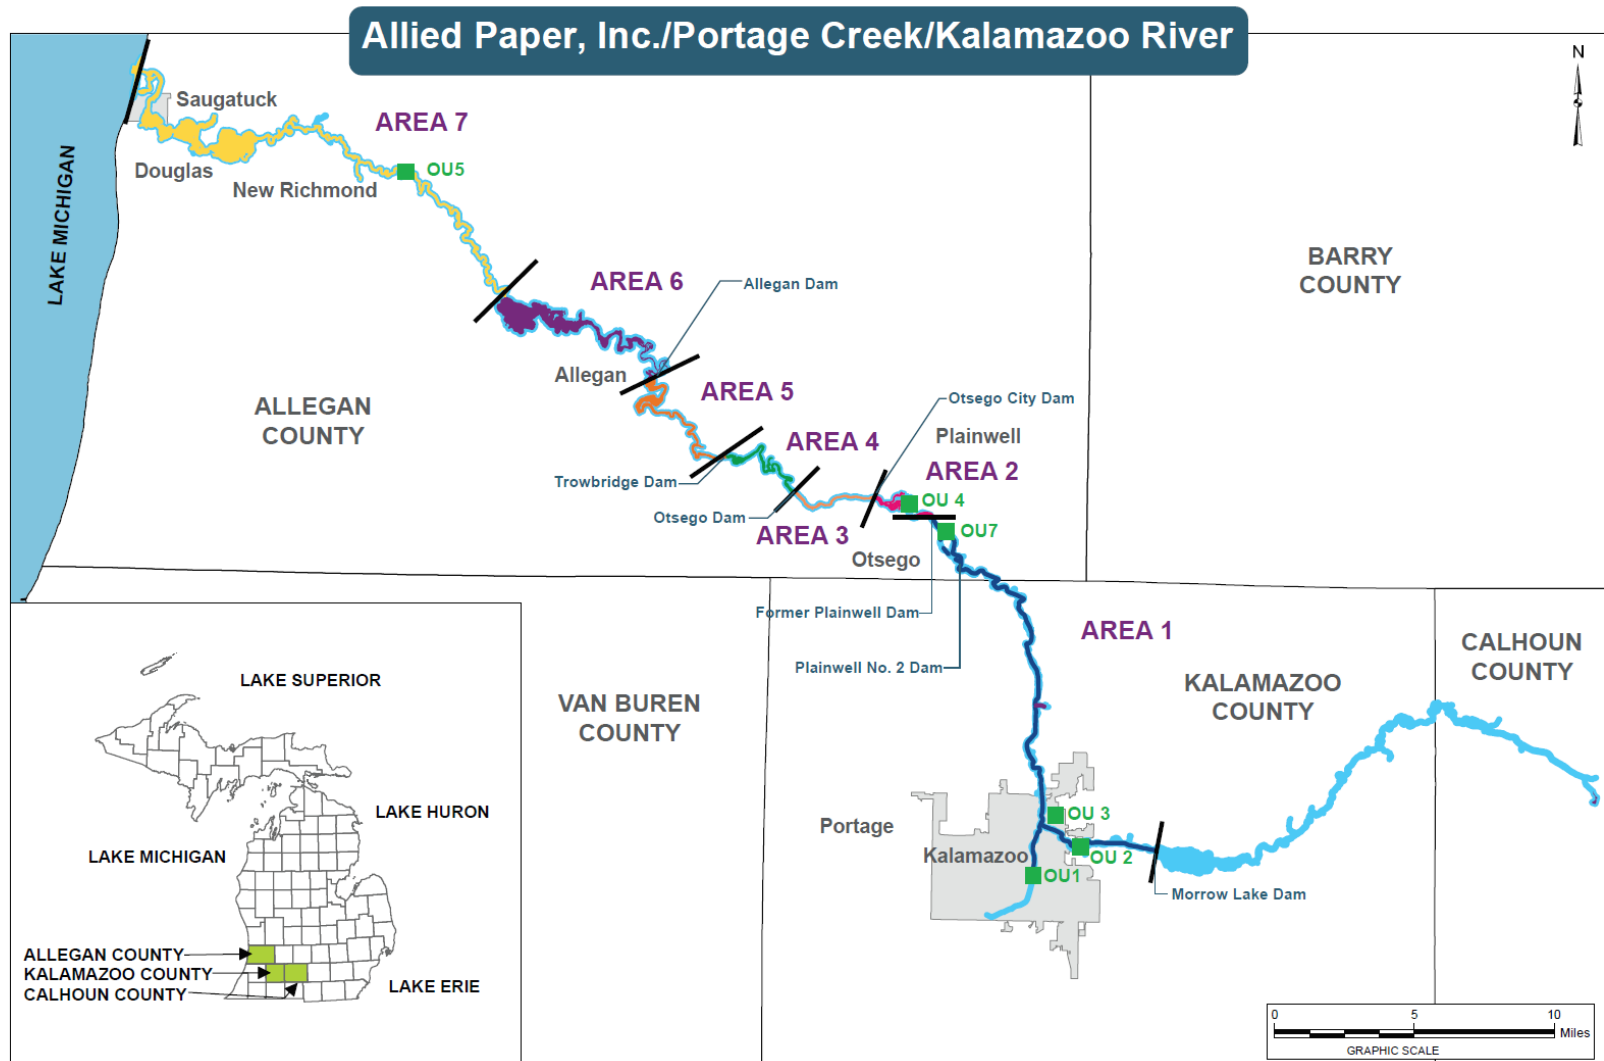 Allied Paper, Inc./Portage Creek/Kalamazoo River
N
Saugatuck
AREA 7
Douglas
OU5
New Richmond
LAKE MICHIGAN
BARRY
COUNTY
AREA 6
Allegan Dam
Allegan
AREA 5
ALLEGAN
COUNTY
Otsego City Dam
Plainwell
AREA 4
AREA 2
Trowbridge Dam
OU 4
Otsego Dam
AREA 3
OU7
Otsego
Former Plainwell Dam
AREA 1
Plainwell No. 2 Dam
CALHOUN
COUNTY
KALAMAZOO
COUNTY
VAN BUREN
COUNTY
OU 3
Portage
Kalamazoo
OU 2
OU1
Morrow Lake Dam
LAKE SUPERIOR
LAKE HURON
LAKE MICHIGAN
ALLEGAN COUNTY
KALAMAZOO COUNTY
CALHOUN COUNTY
LAKE ERIE
0 5 10
Miles
GRAPHIC SCALE